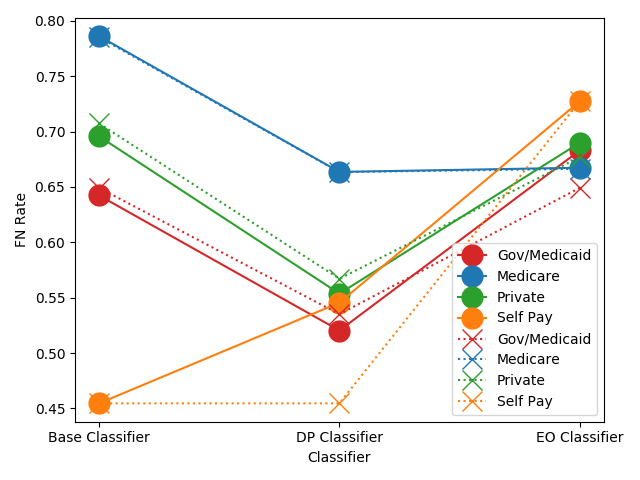 0.80
0.75
0.70
0.65
0.60
0.55
0.50
0.45
FN Rate
Gov/Medicaid
Medicare
Private
Self Pay
Gov/Medicaid
Medicare
Private
Self Pay
Base Classifier
DP Classifier
EO Classifier
Classifier